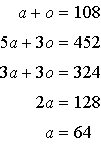 a + o = 108
5a + 3o = 452
3a + 3o = 324
2a = 128
a = 64